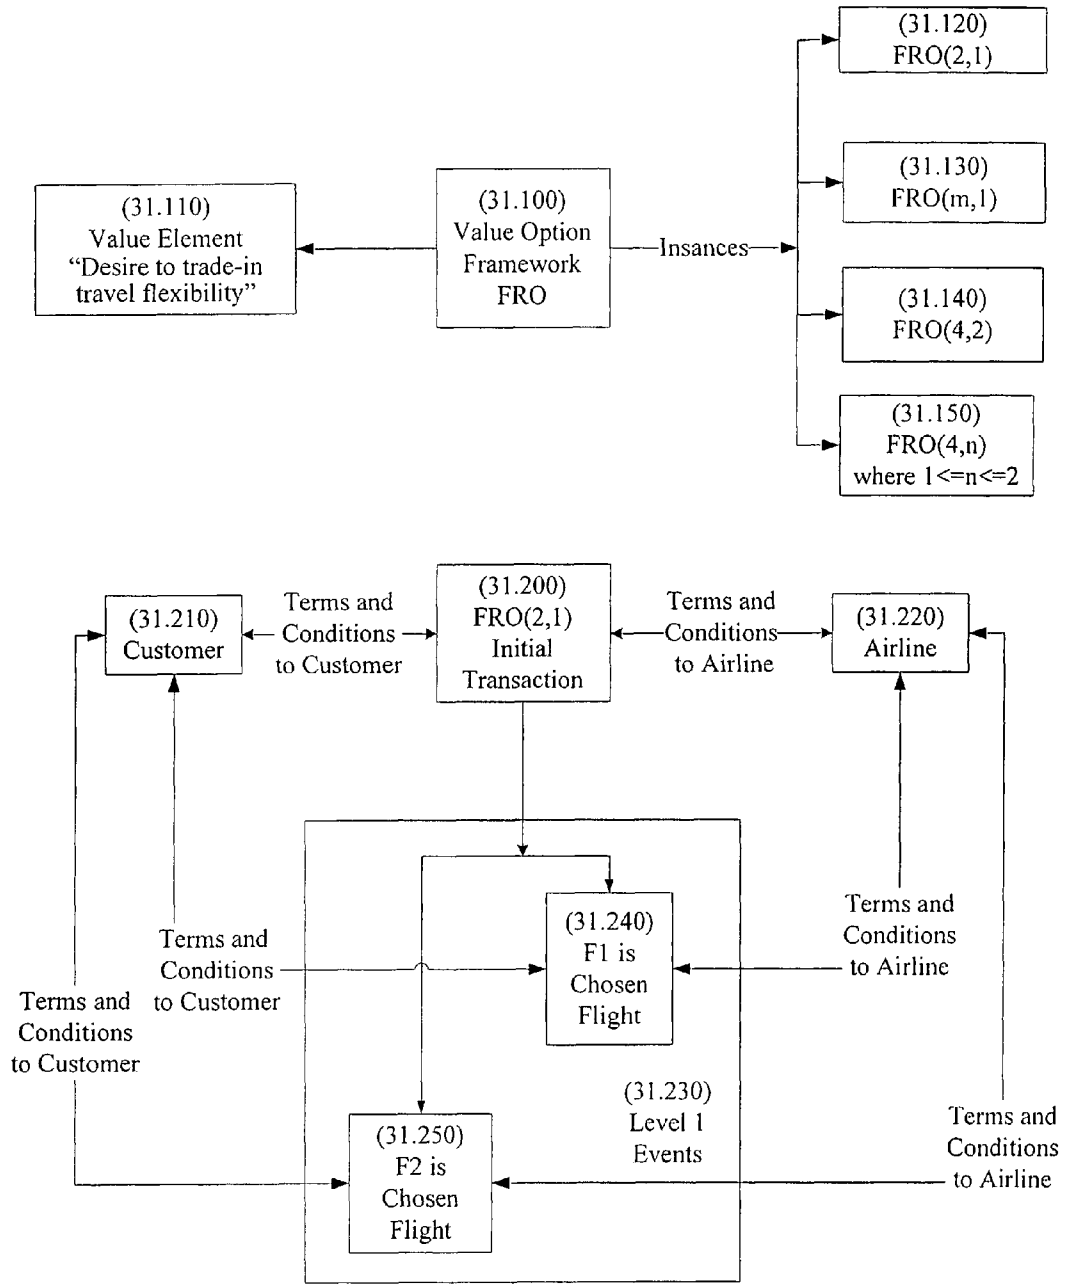 (31.120)
FRO(2,1)
(31.130)
FRO(m,1)
(31.110)
Value Element
“Desire to trade-in
travel flexibility”
(31.100)
Value Option
Framework
FRO
Insances
(31.140)
FRO(4,2)
(31.150)
FRO(4,n)
where 1<=n<=2
(31.210)
Customer
Terms and
Conditions
to Customer
(31.200)
FRO(2,1)
Initial
Transaction
Terms and
Conditions
to Airline
(31.220)
Airline
Terms and
Conditions
to Customer
(31.240)
F1 is
Chosen
Flight
Terms and
Conditions
to Airline
Terms and
Conditions
to Customer
(31.230)
Level 1
Events
(31.250)
F2 is
Chosen
Flight
Terms and
Conditions
to Airline